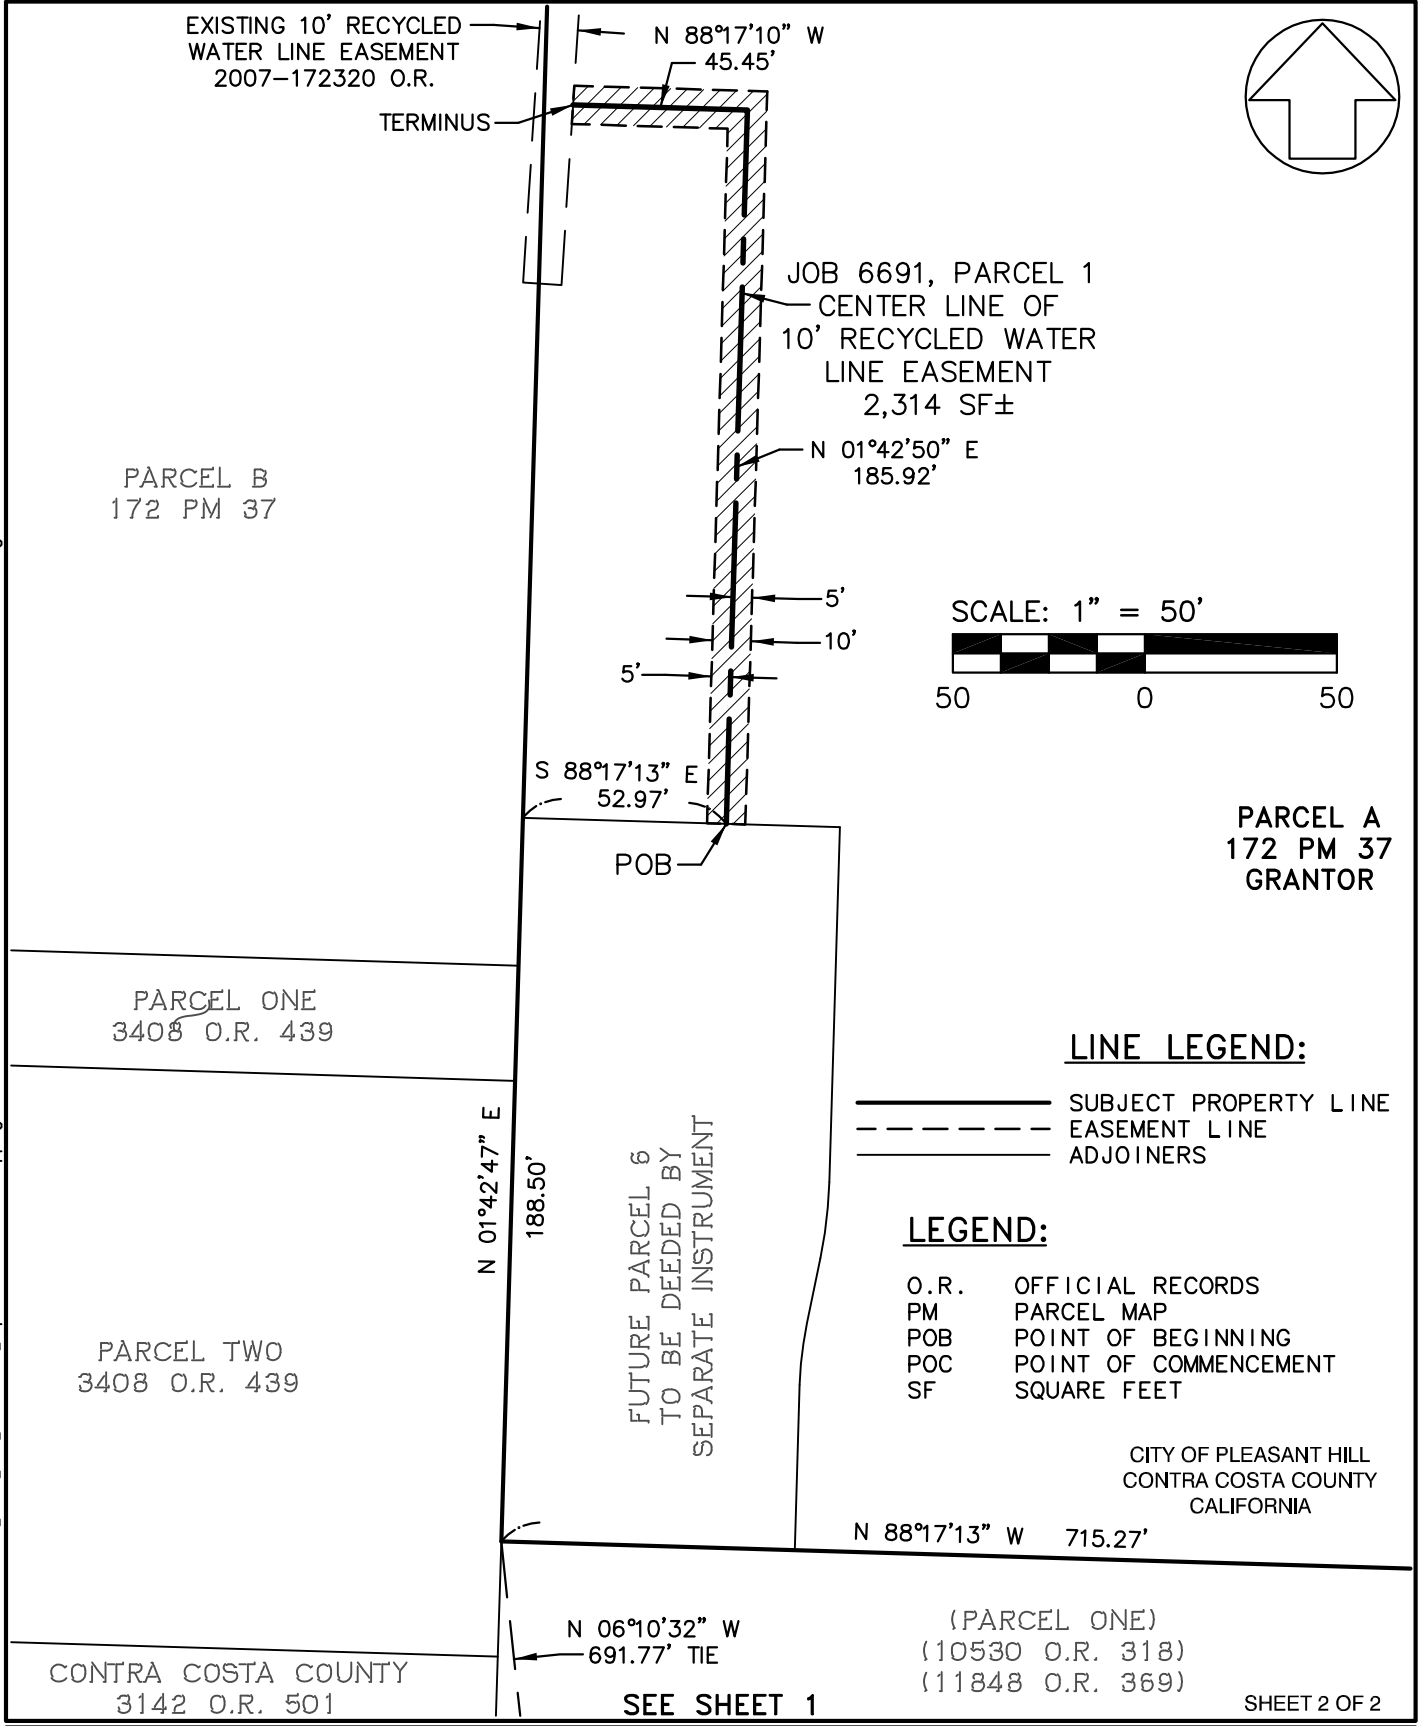 EXISTING 10' RECYCLED
WATER LINE EASEMENT
2007–172320 O.R.
N 88°17'10" W
45.45'
TERMINUS
JOB 6691, PARCEL 1
CENTER LINE OF
10' RECYCLED WATER
LINE EASEMENT
2,314 SF±
N 01°42'50" E
185.92'
PARCEL B
172 PM 37
5'
10'
5'
SCALE: 1" = 50'
50 0 50
S 88°17'13" E
52.97'
POB
PARCEL A
172 PM 37
GRANTOR
PARCEL ONE
3408 O.R. 439
LINE LEGEND:
SUBJECT PROPERTY LINE
EASEMENT LINE
ADJOINERS
N 01°42'47" E
188.50'
FUTURE PARCEL 6
TO BE DEEDED BY
SEPARATE INSTRUMENT
LEGEND:
O.R. OFFICIAL RECORDS
PM PARCEL MAP
POB POINT OF BEGINNING
POC POINT OF COMMENCEMENT
SF SQUARE FEET
PARCEL TWO
3408 O.R. 439
CITY OF PLEASANT HILL
CONTRA COSTA COUNTY
CALIFORNIA
N 88°17'13" W 715.27'
N 06°10'32" W
691.77' TIE
(PARCEL ONE)
(10530 O.R. 318)
(11848 O.R. 369)
CONTRA COSTA COUNTY
3142 O.R. 501
SEE SHEET 1
SHEET 2 OF 2